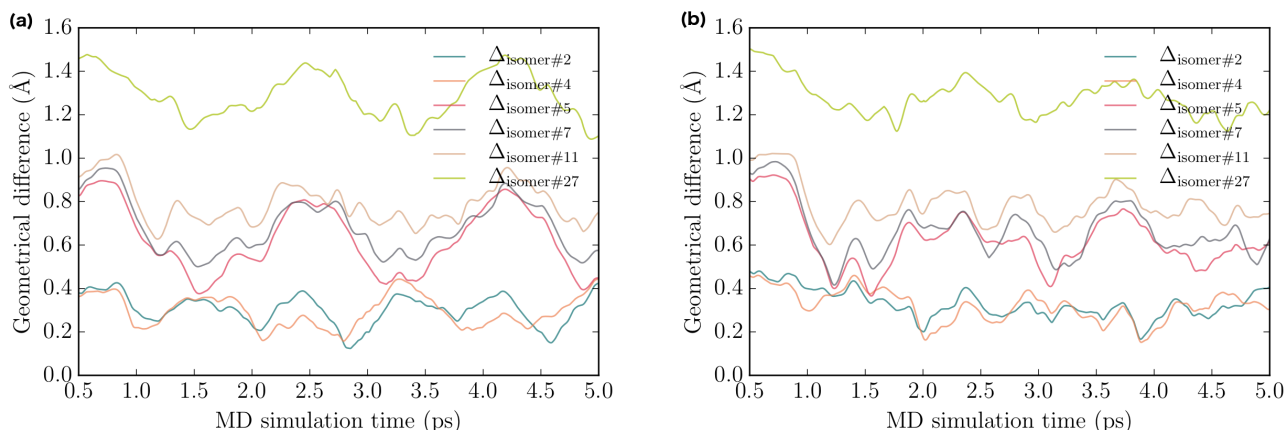 (a)
1.6
1.4
1.2
1.0
0.8
0.6
0.4
0.2
0.0
Geometrical difference (Å)
Δisomer#2
Δisomer#4
Δisomer#5
Δisomer#7
Δisomer#11
Δisomer#27
0.5 1.0 1.5 2.0 2.5 3.0 3.5 4.0 4.5 5.0
MD simulation time (ps)
(b)
1.6
1.4
1.2
1.0
0.8
0.6
0.4
0.2
0.0
Geometrical difference (Å)
Δisomer#2
Δisomer#4
Δisomer#5
Δisomer#7
Δisomer#11
Δisomer#27
0.5 1.0 1.5 2.0 2.5 3.0 3.5 4.0 4.5 5.0
MD simulation time (ps)